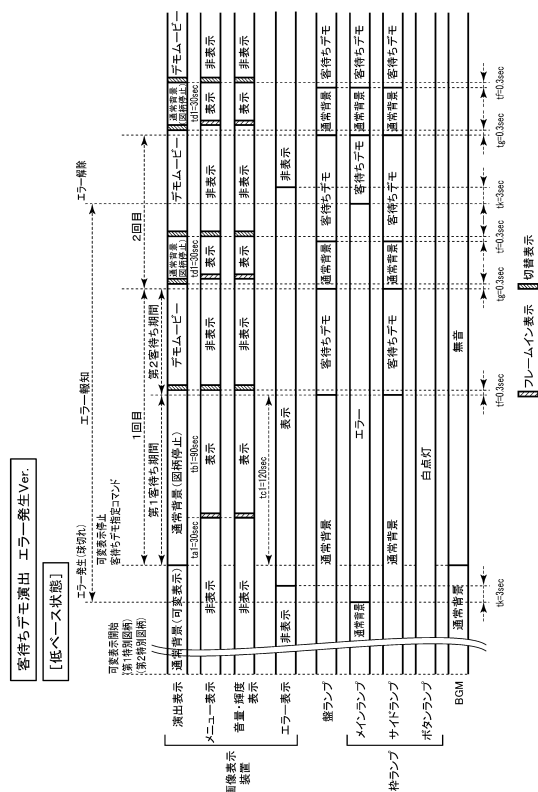 客待ちデモ演出 エラー発生Ver.
[低ベース状態]
可変表示開始
(第1特別図柄)
(第2特別図柄)
エラー発生(球切れ)
可変表示停止
客待ちデモ指定コマンド
エラー報知
エラー解除
1回目
2回目
第1客待ち期間
第2客待ち期間
画像表示
装置
演出表示
通常背景(可変表示)
通常背景(図柄停止)
デモムービー
通常背景
(図柄停止)
デモムービー
通常背景
(図柄停止)
デモムービー
メニュー表示
非表示
ta1=30sec
tb1=90sec
表示
非表示
td1=30sec
表示
非表示
td1=30sec
表示
非表示
音量・輝度
表示
非表示
表示
非表示
表示
非表示
表示
非表示
tc1=120sec
エラー表示
非表示
表示
非表示
盤ランプ
通常背景
客待ちデモ
通常背景
客待ちデモ
通常背景
客待ちデモ
枠ランプ
メインランプ
通常背景
エラー
客待ちデモ
通常背景
客待ちデモ
サイドランプ
通常背景
客待ちデモ
通常背景
客待ちデモ
通常背景
客待ちデモ
ボタンランプ
白点灯
BGM
通常背景
無音
tk=3sec
tf=0.3sec
tg=0.3sec
tf=0.3sec
tk=3sec
tg=0.3sec
tf=0.3sec
フレームイン表示
切替表示